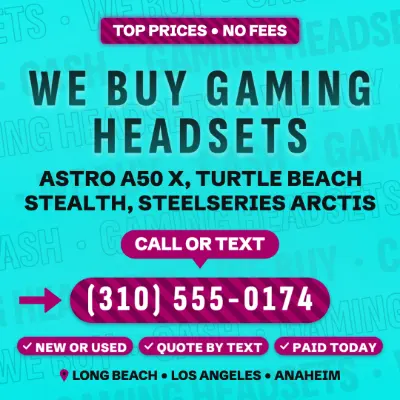 TOP PRICES • NO FEES
WE BUY GAMING
HEADSETS
ASTRO A50 X, TURTLE BEACH
STEALTH, STEELSERIES ARCTIS
CALL OR TEXT
(310) 555-0174
NEW OR USED QUOTE BY TEXT PAID TODAY
LONG BEACH • LOS ANGELES • ANAHEIM